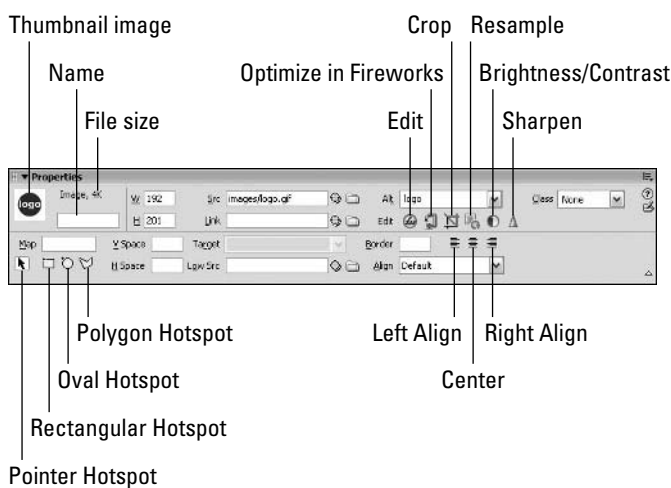 Thumbnail image
Crop
Resample
Name
Optimize in Fireworks
Brightness/Contrast
File size
Edit
Sharpen
Properties
logo
Image, 4K
W 192
Src images/logo.gif
Alt logo
Class None
H 201
Link
Edit
Map
V Space
Target
Border
H Space
Low Src
Align Default
Polygon Hotspot
Left Align
Right Align
Oval Hotspot
Center
Rectangular Hotspot
Pointer Hotspot